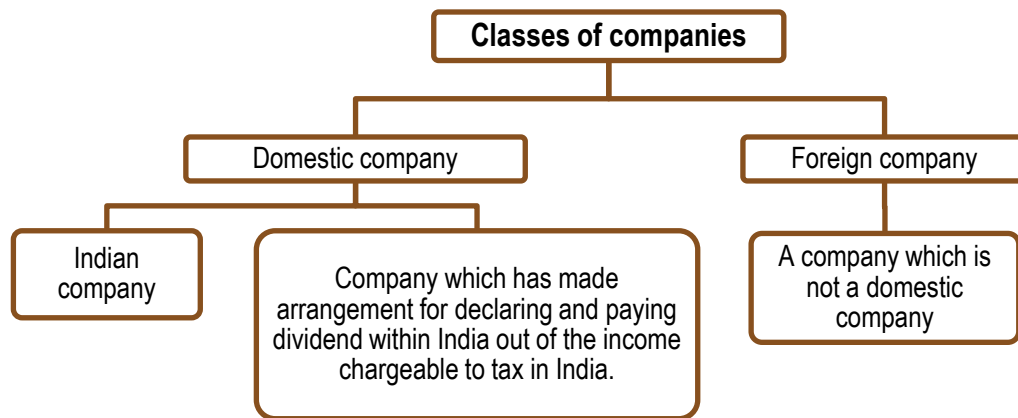 Classes of companies
Domestic company
Foreign company
Indian
company
Company which has made
arrangement for declaring and paying
dividend within India out of the income
chargeable to tax in India.
A company which is
not a domestic
company